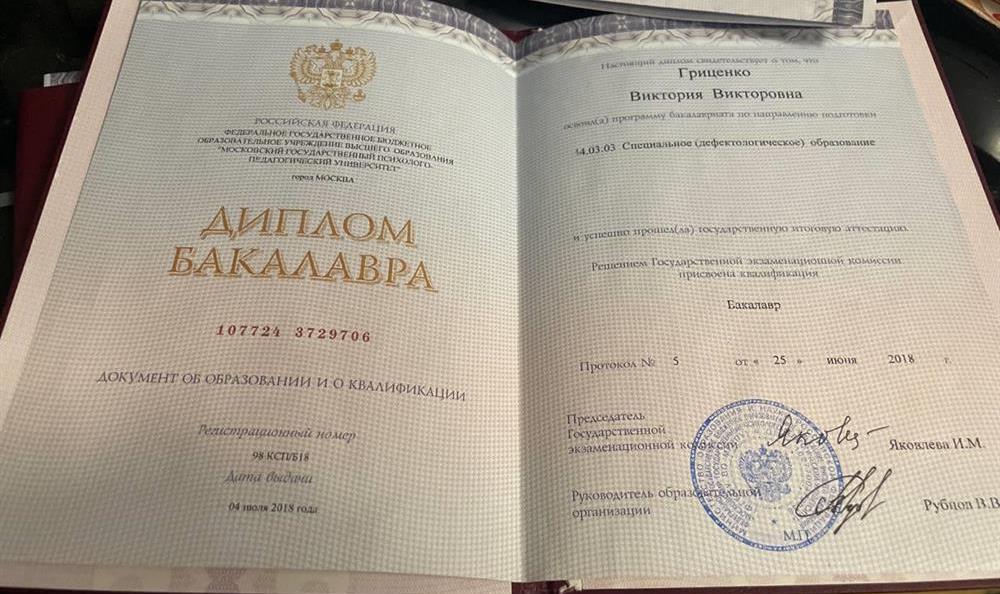 РОССИЙСКАЯ ФЕДЕРАЦИЯ
ФЕДЕРАЛЬНОЕ ГОСУДАРСТВЕННОЕ БЮДЖЕТНОЕ
ОБРАЗОВАТЕЛЬНОЕ УЧРЕЖДЕНИЕ ВЫСШЕГО ОБРАЗОВАНИЯ
"МОСКОВСКИЙ ГОСУДАРСТВЕННЫЙ ПСИХОЛОГО-
ПЕДАГОГИЧЕСКИЙ УНИВЕРСИТЕТ"
город МОСКВА
ДИПЛОМ
БАКАЛАВРА
107724 3729706
ДОКУМЕНТ ОБ ОБРАЗОВАНИИ И О КВАЛИФИКАЦИИ
Регистрационный номер
98 КСП/Б18
Дата выдачи
04 июля 2018 года
Настоящий диплом свидетельствует о том, что
Гриценко
Виктория Викторовна
освоил(а) программу бакалавриата по направлению подготовки
44.03.03 Специальное (дефектологическое) образование
и успешно прошел(ла) государственную итоговую аттестацию.
Решением Государственной экзаменационной комиссии
присвоена квалификация
Бакалавр
Протокол № 5 от « 25 » июня 2018 г.
Председатель
Государственной
экзаменационной комиссии Яковлева И.М.
Руководитель образовательной
организации Рубцов В.В.
М.П.